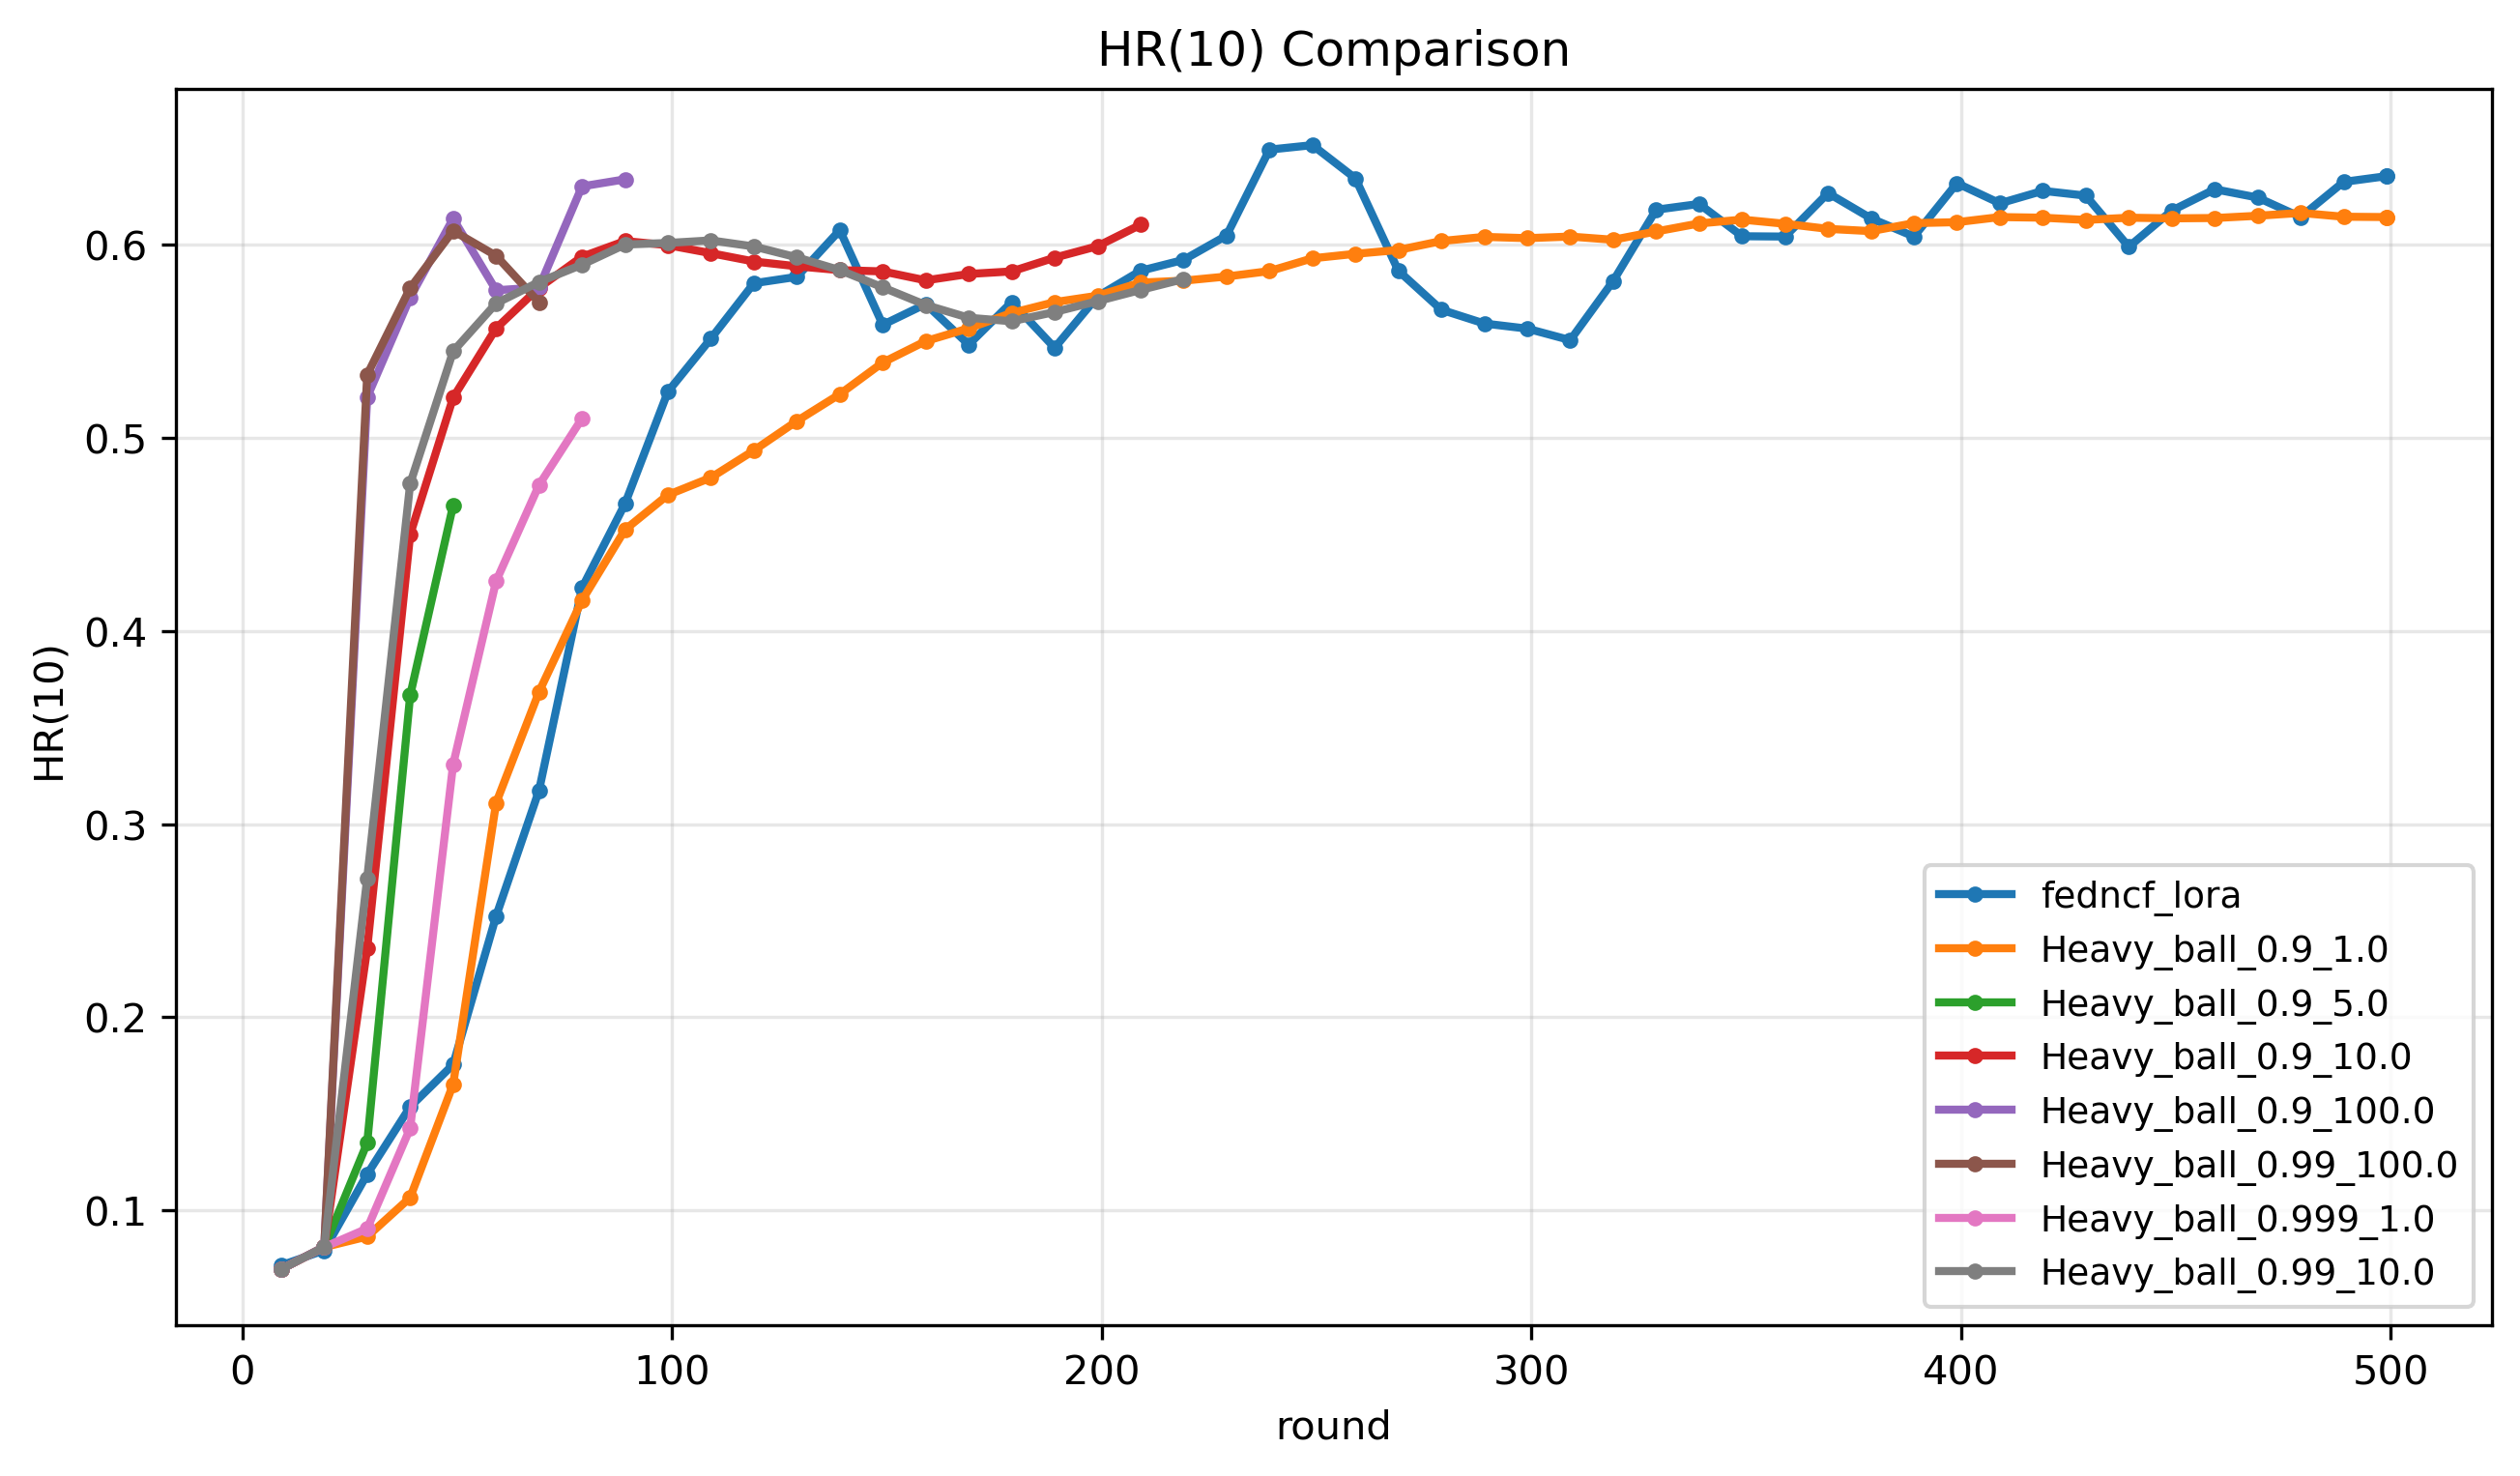 HR(10) Comparison
HR(10)
0.6
0.5
0.4
0.3
0.2
0.1
0 100 200 300 400 500
round
fedncf_lora
Heavy_ball_0.9_1.0
Heavy_ball_0.9_5.0
Heavy_ball_0.9_10.0
Heavy_ball_0.9_100.0
Heavy_ball_0.99_100.0
Heavy_ball_0.999_1.0
Heavy_ball_0.99_10.0